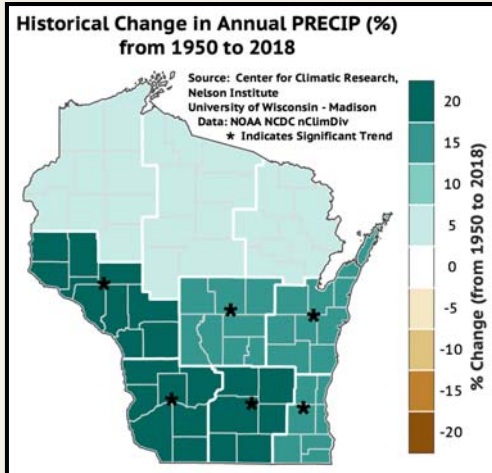 Historical Change in Annual PRECIP (%)
from 1950 to 2018
Source: Center for Climatic Research,
Nelson Institute
University of Wisconsin - Madison
Data: NOAA NCDC nClimDiv
* Indicates Significant Trend
20
15
10
5
0
-5
-10
-15
-20
% Change (from 1950 to 2018)